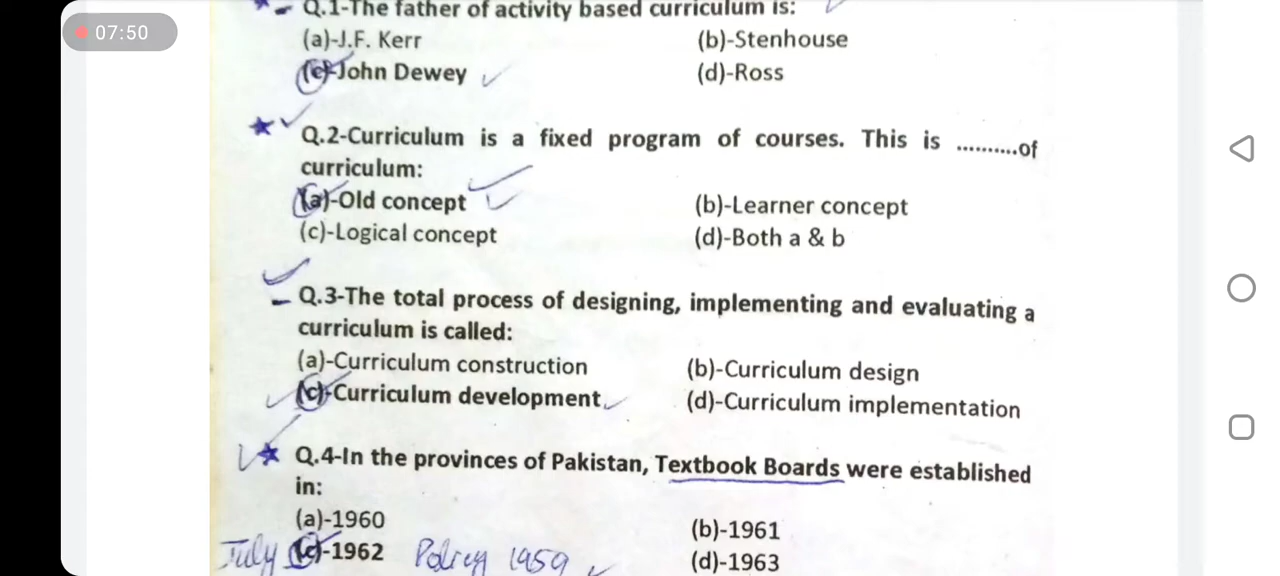 07:50
Q.1-The father of activity based curriculum is:
(a)-J.F. Kerr (b)-Stenhouse
(c)-John Dewey (d)-Ross
Q.2-Curriculum is a fixed program of courses. This is ..........of
curriculum:
(a)-Old concept (b)-Learner concept
(c)-Logical concept (d)-Both a & b
Q.3-The total process of designing, implementing and evaluating a
curriculum is called:
(a)-Curriculum construction (b)-Curriculum design
(c)-Curriculum development (d)-Curriculum implementation
Q.4-In the provinces of Pakistan, Textbook Boards were established
in:
(a)-1960 (b)-1961
July (c)-1962 Policy 1959 (d)-1963